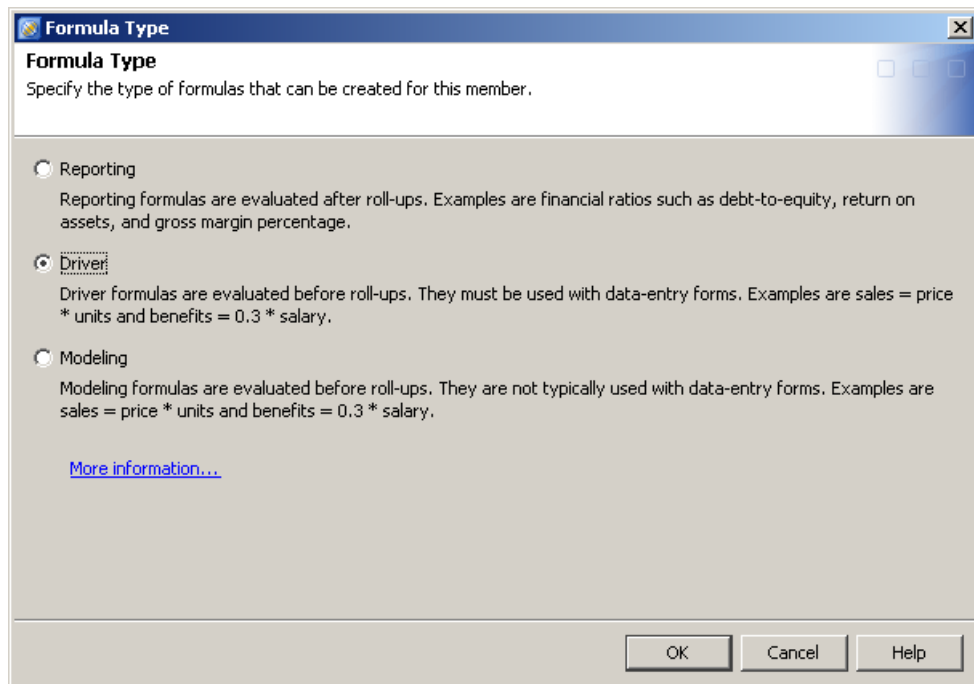 Formula Type
Formula Type
Specify the type of formulas that can be created for this member.
Reporting
Reporting formulas are evaluated after roll-ups. Examples are financial ratios such as debt-to-equity, return on
assets, and gross margin percentage.
Driver
Driver formulas are evaluated before roll-ups. They must be used with data-entry forms. Examples are sales = price
* units and benefits = 0.3 * salary.
Modeling
Modeling formulas are evaluated before roll-ups. They are not typically used with data-entry forms. Examples are
sales = price * units and benefits = 0.3 * salary.
More information...
OK Cancel Help